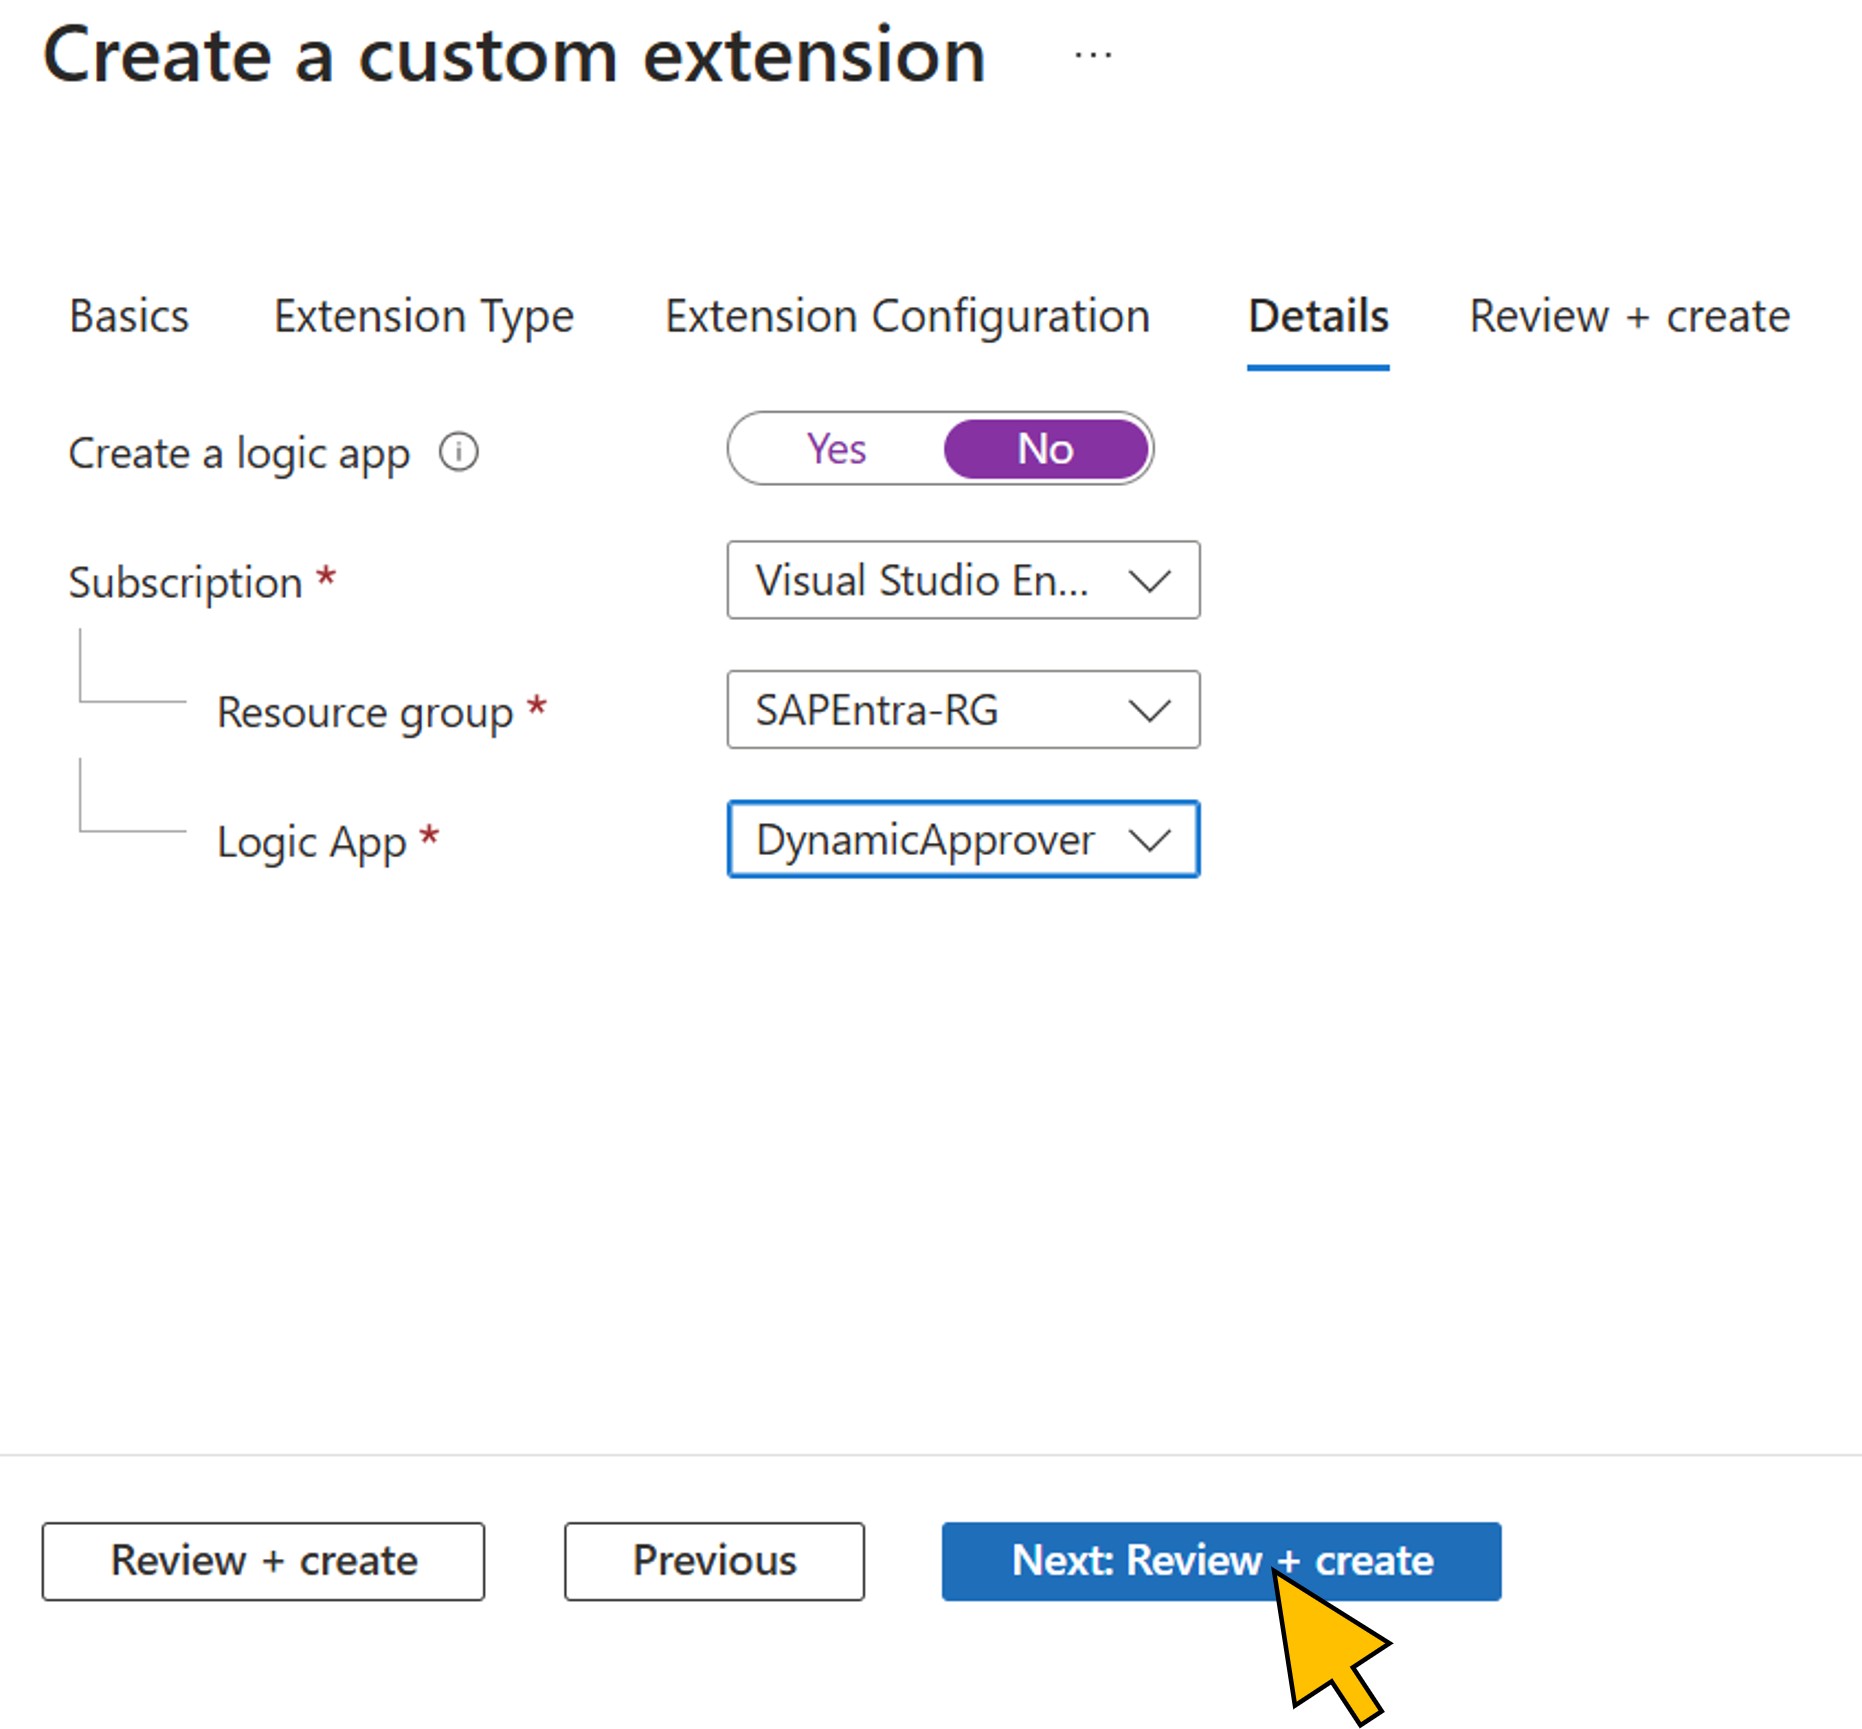 Create a custom extension ...
Basics Extension Type Extension Configuration Details Review + create
Create a logic app Yes No
Subscription * Visual Studio En...
Resource group * SAPEntra-RG
Logic App * DynamicApprover
Review + create Previous Next: Review + create